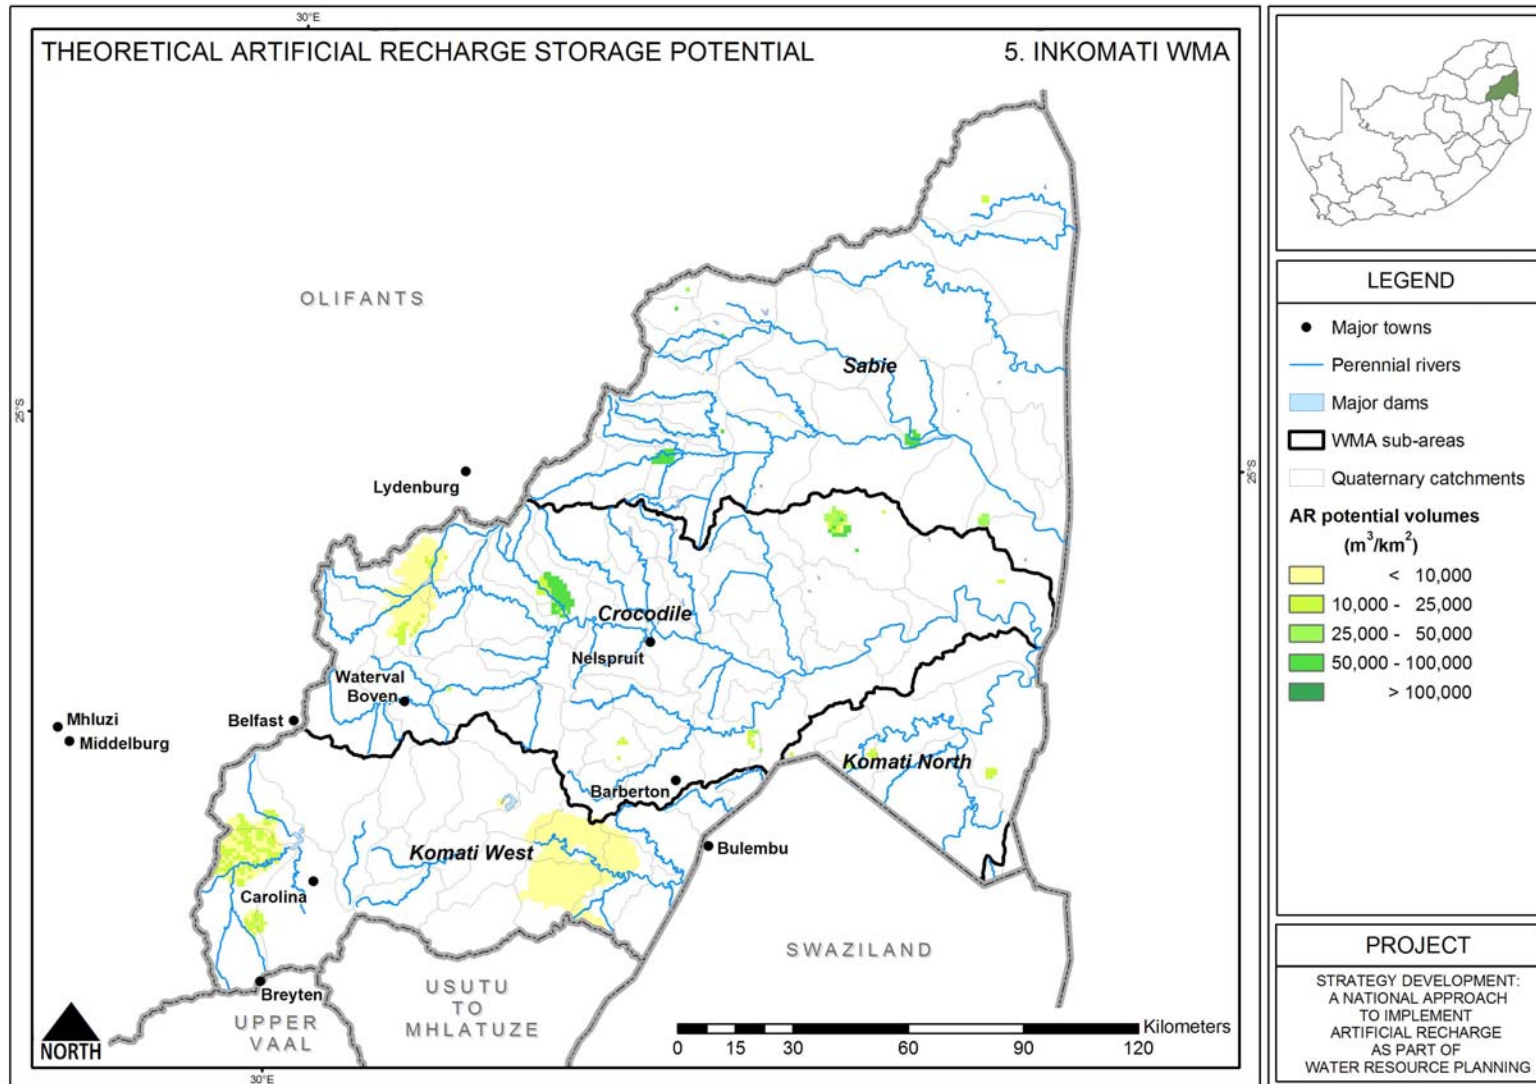 30°E
THEORETICAL ARTIFICIAL RECHARGE STORAGE POTENTIAL
5. INKOMATI WMA
OLIFANTS
Sabie
25°S
25°S
Lydenburg
Crocodile
Nelspruit
Waterval
Boven
Belfast
Mhluzi
Middelburg
Komati North
Barberton
Komati West
Bulembu
Carolina
SWAZILAND
Breyten
USUTU
TO
MHLATUZE
UPPER
VAAL
NORTH
Kilometers
0 15 30 60 90 120
30°E
LEGEND
Major towns
Perennial rivers
Major dams
WMA sub-areas
Quaternary catchments
AR potential volumes
(m³/km²)
< 10,000
10,000 - 25,000
25,000 - 50,000
50,000 - 100,000
> 100,000
PROJECT
STRATEGY DEVELOPMENT:
A NATIONAL APPROACH
TO IMPLEMENT
ARTIFICIAL RECHARGE
AS PART OF
WATER RESOURCE PLANNING